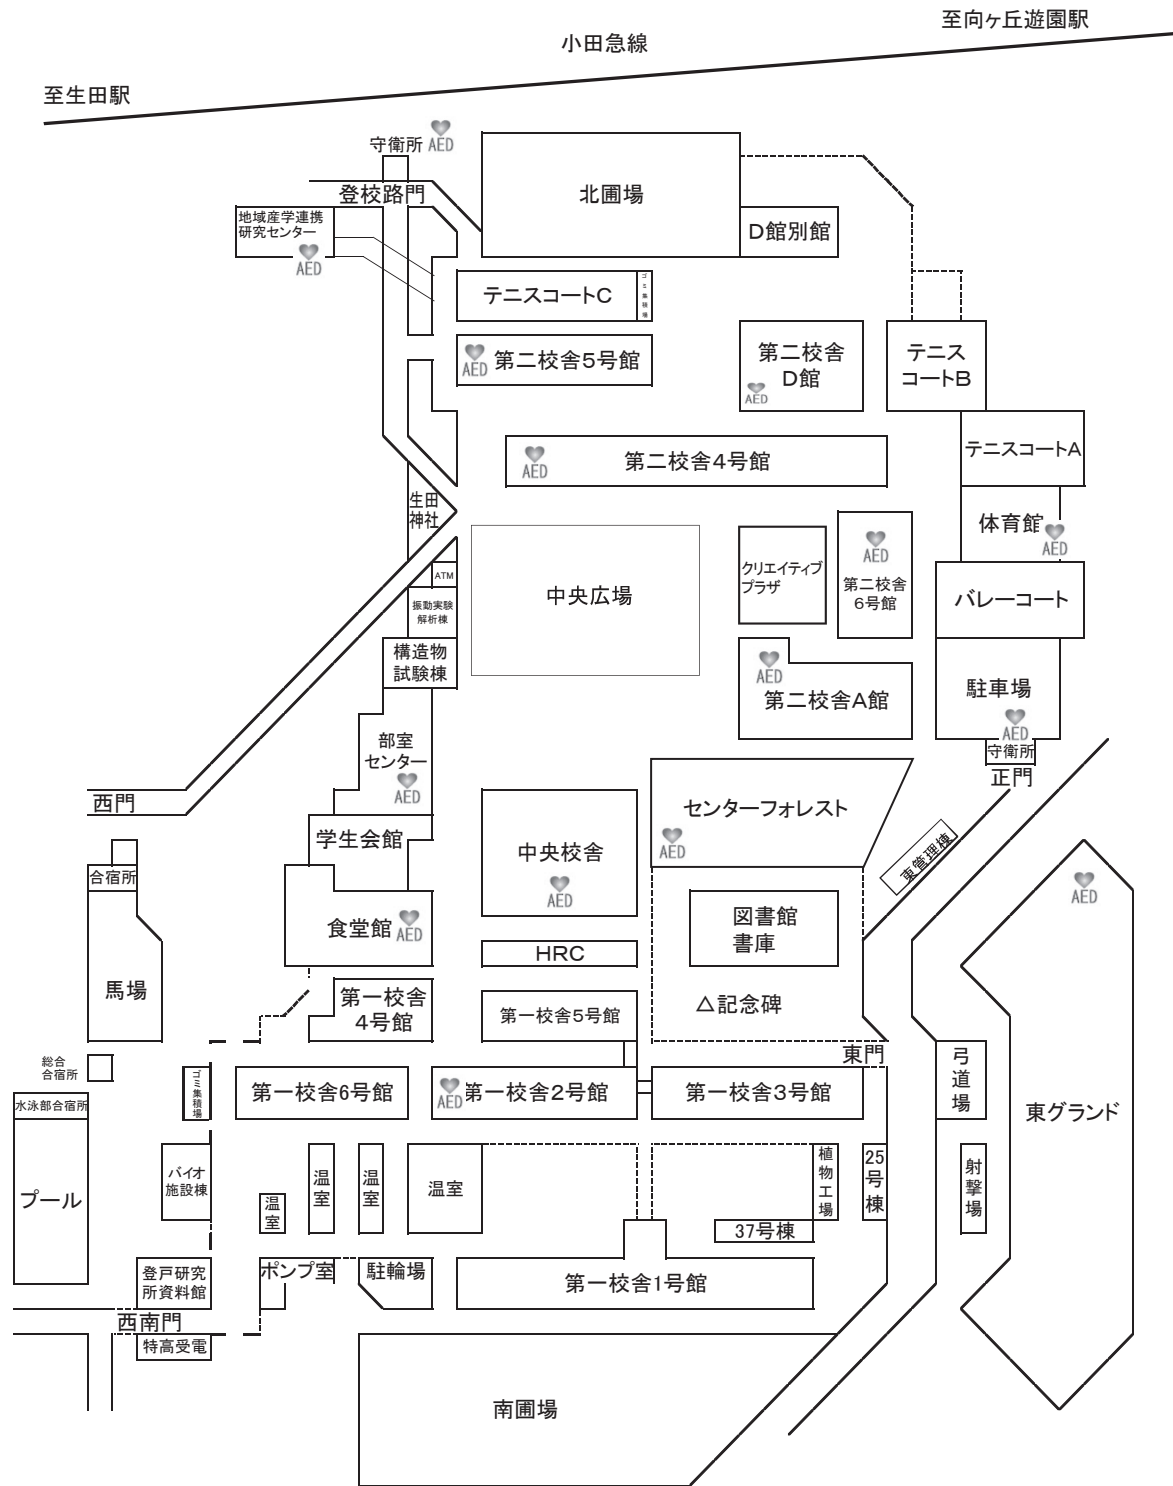 至向ヶ丘遊園駅
小田急線
至生田駅
守衛所
AED
登校路門
北圃場
地域産学連携
研究センター
AED
D館別館
テニスコートC
ゴミ集積場
AED
第二校舎5号館
第二校舎
D館
AED
テニス
コートB
テニスコートA
AED
第二校舎4号館
生田
神社
体育館
AED
ATM
振動実験
解析棟
中央広場
クリエイティブ
プラザ
AED
第二校舎
6号館
バレーコート
構造物
試験棟
AED
第二校舎A館
駐車場
AED
守衛所
正門
部室
センター
AED
西門
学生会館
中央校舎
AED
センターフォレスト
AED
東管理棟
合宿所
AED
食堂館
AED
図書館
書庫
HRC
馬場
第一校舎
4号館
第一校舎5号館
△記念碑
東門
総合
合宿所
ゴミ集積場
第一校舎6号館
AED
第一校舎2号館
第一校舎3号館
弓道場
東グランド
水泳部合宿所
プール
バイオ
施設棟
温室
温室
温室
温室
植物工場
25号棟
射撃場
37号棟
登戸研究
所資料館
ポンプ室
駐輪場
第一校舎1号館
西南門
特高受電
南圃場